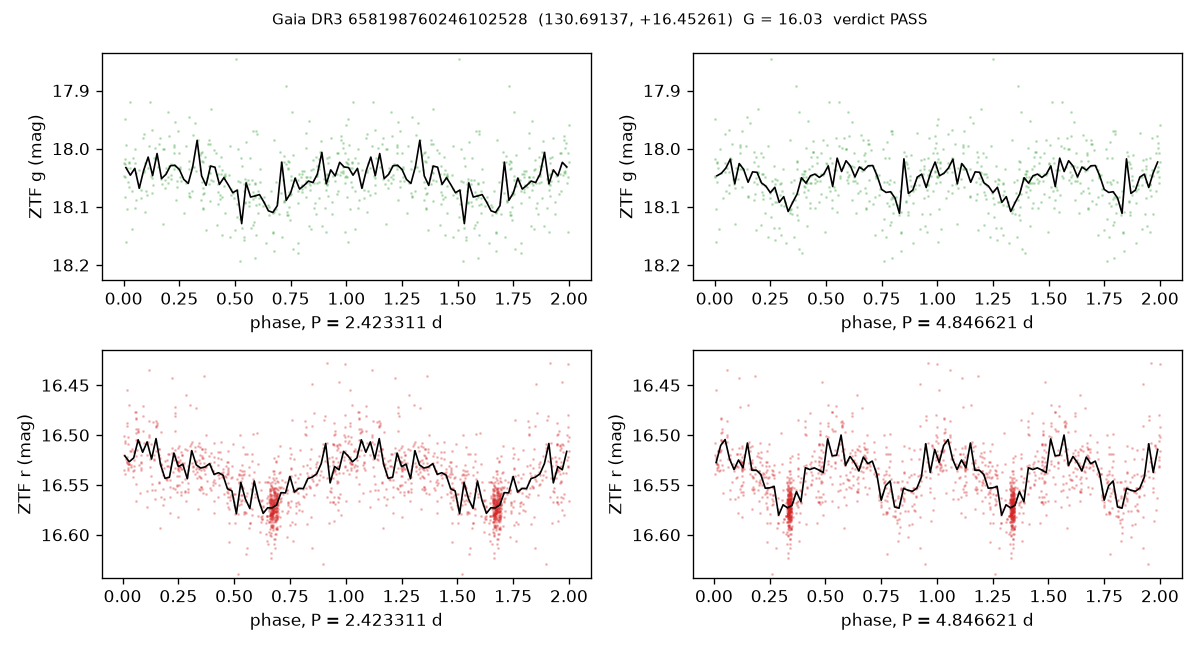 Gaia DR3 658198760246102528 (130.69137, +16.45261) G = 16.03 verdict PASS
ZTF g (mag)
17.9
18.0
18.1
18.2
0.00 0.25 0.50 0.75 1.00 1.25 1.50 1.75 2.00
phase, P = 2.423311 d
ZTF g (mag)
17.9
18.0
18.1
18.2
0.00 0.25 0.50 0.75 1.00 1.25 1.50 1.75 2.00
phase, P = 4.846621 d
ZTF r (mag)
16.45
16.50
16.55
16.60
0.00 0.25 0.50 0.75 1.00 1.25 1.50 1.75 2.00
phase, P = 2.423311 d
ZTF r (mag)
16.45
16.50
16.55
16.60
0.00 0.25 0.50 0.75 1.00 1.25 1.50 1.75 2.00
phase, P = 4.846621 d